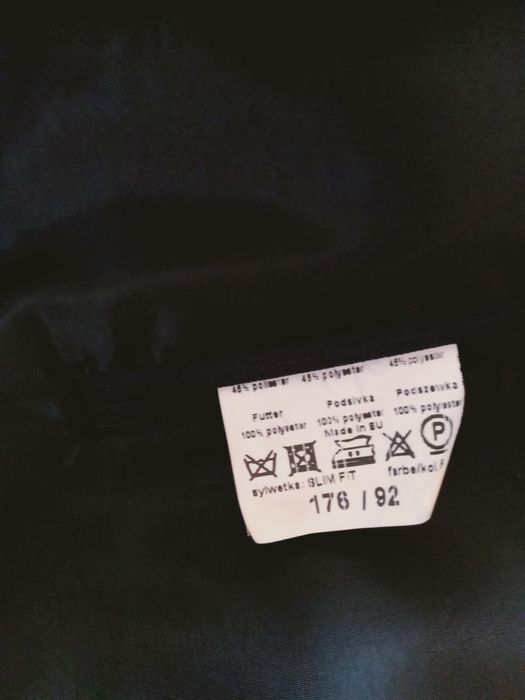 45% poliester 45% polyester 45% polyester
Futter Podsivka Podszewka
100% polyester 100% polyester 100% polyester
Made in EU
P
sylwetka: SLIM FIT farbe/kol.F
176 / 92